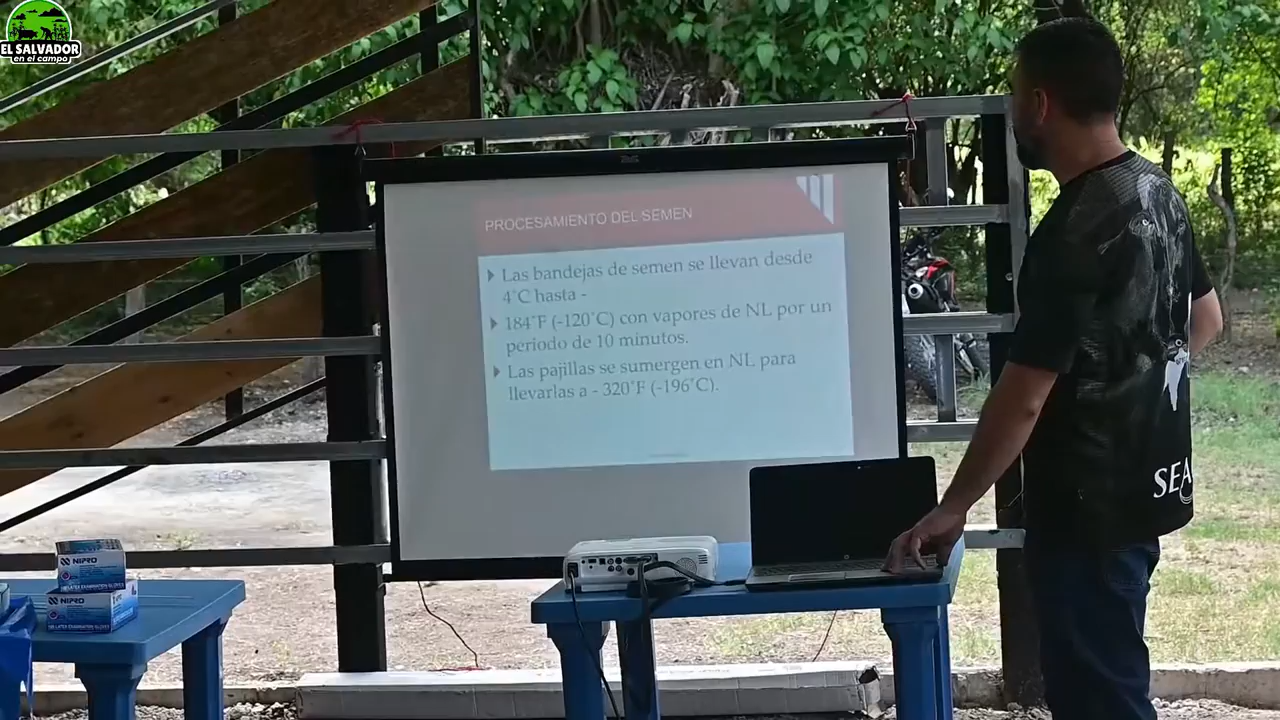 EL SALVADOR
en el campo
PROCESAMIENTO DEL SEMEN
Las bandejas de semen se llevan desde
4°C hasta -
184°F (-120°C) con vapores de NL por un
periodo de 10 minutos.
Las pajillas se sumergen en NL para
llevarlas a - 320°F (-196°C).
NIPRO
NIPRO
SEA